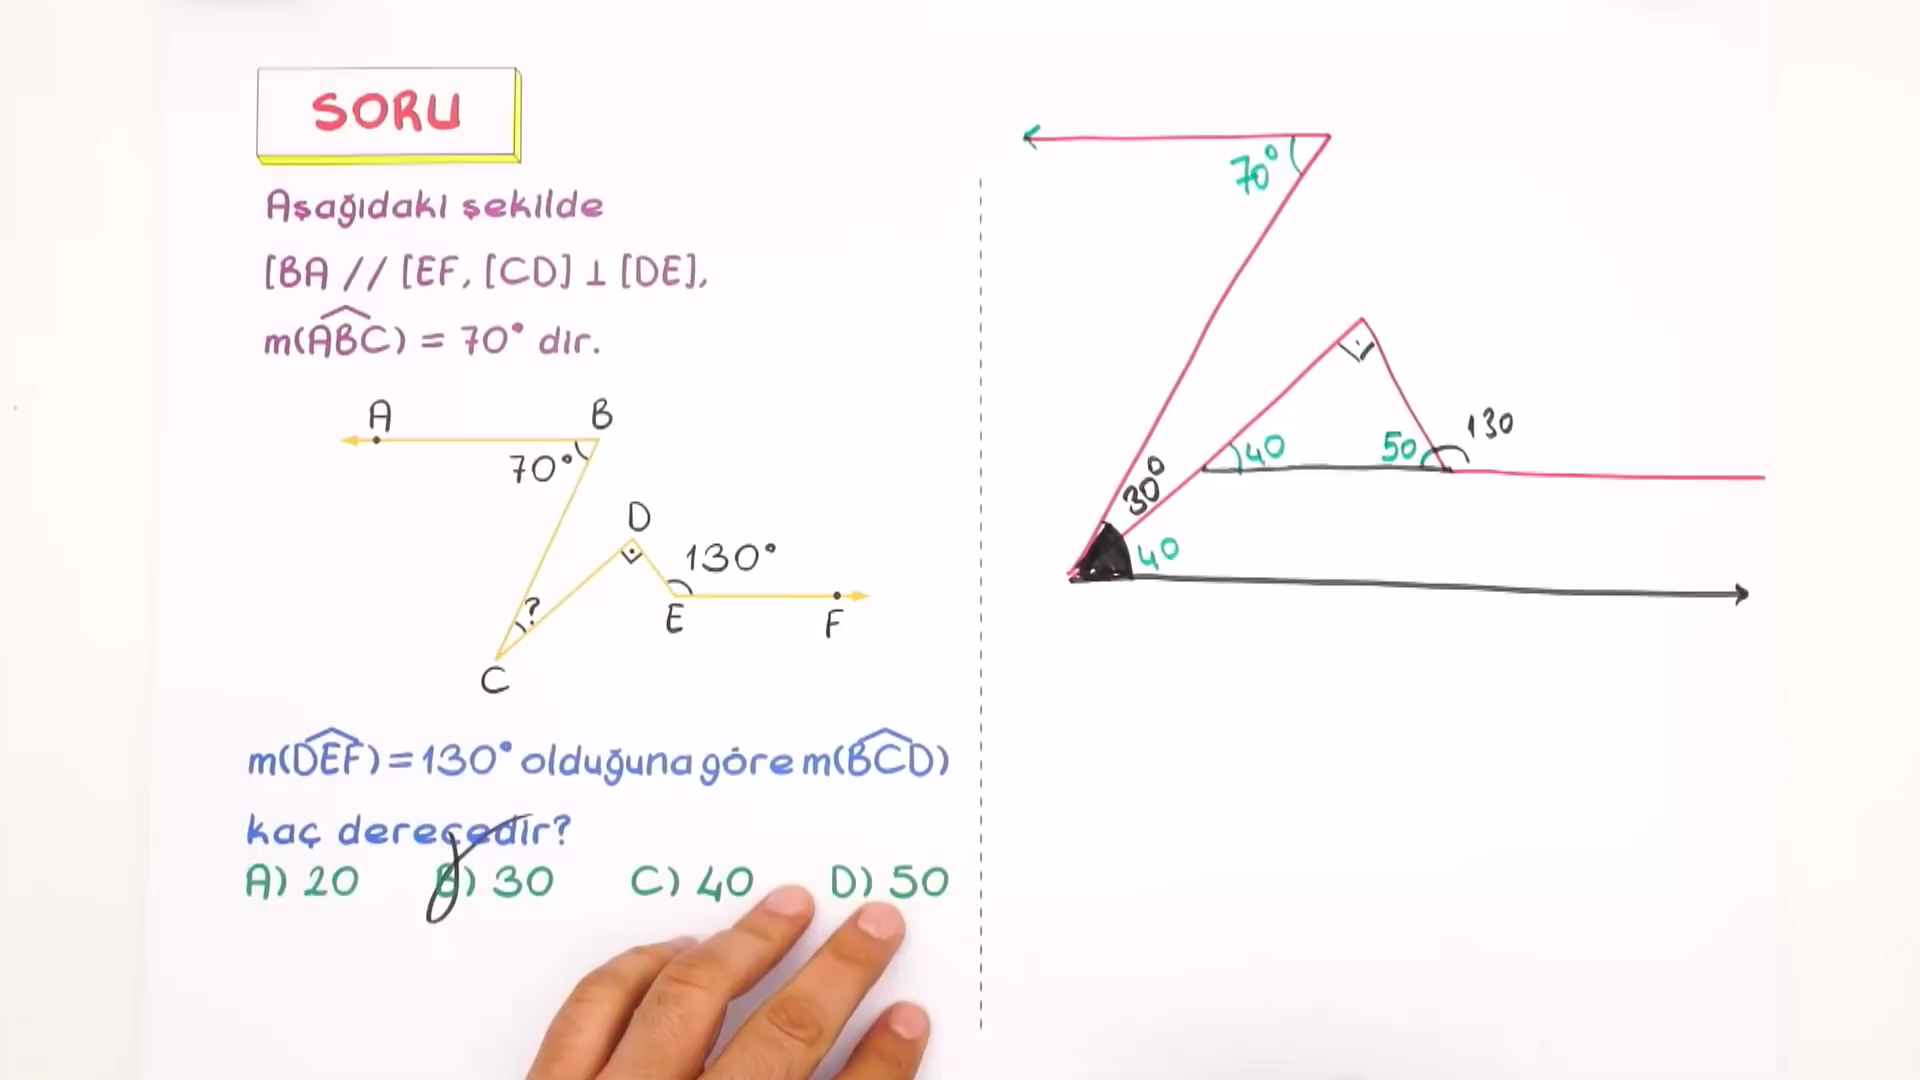 SORU
Aşağıdaki şekilde
[BA // [EF, [CD] ⊥ [DE],
m(ABC) = 70° dir.
A
B
70°
D
130°
?
E
F
C
m(DEF) = 130° olduğuna göre m(BCD)
kaç derecedir?
A) 20 B) 30 C) 40 D) 50
70°
130
40
50
30°
40